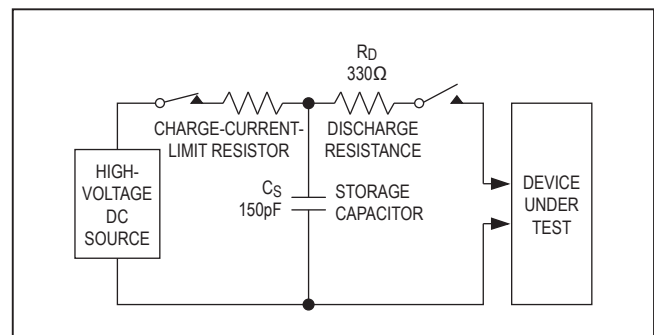 RD
330Ω
CHARGE-CURRENT-
LIMIT RESISTOR
DISCHARGE
RESISTANCE
HIGH-
VOLTAGE
DC
SOURCE
CS
150pF
STORAGE
CAPACITOR
DEVICE
UNDER
TEST